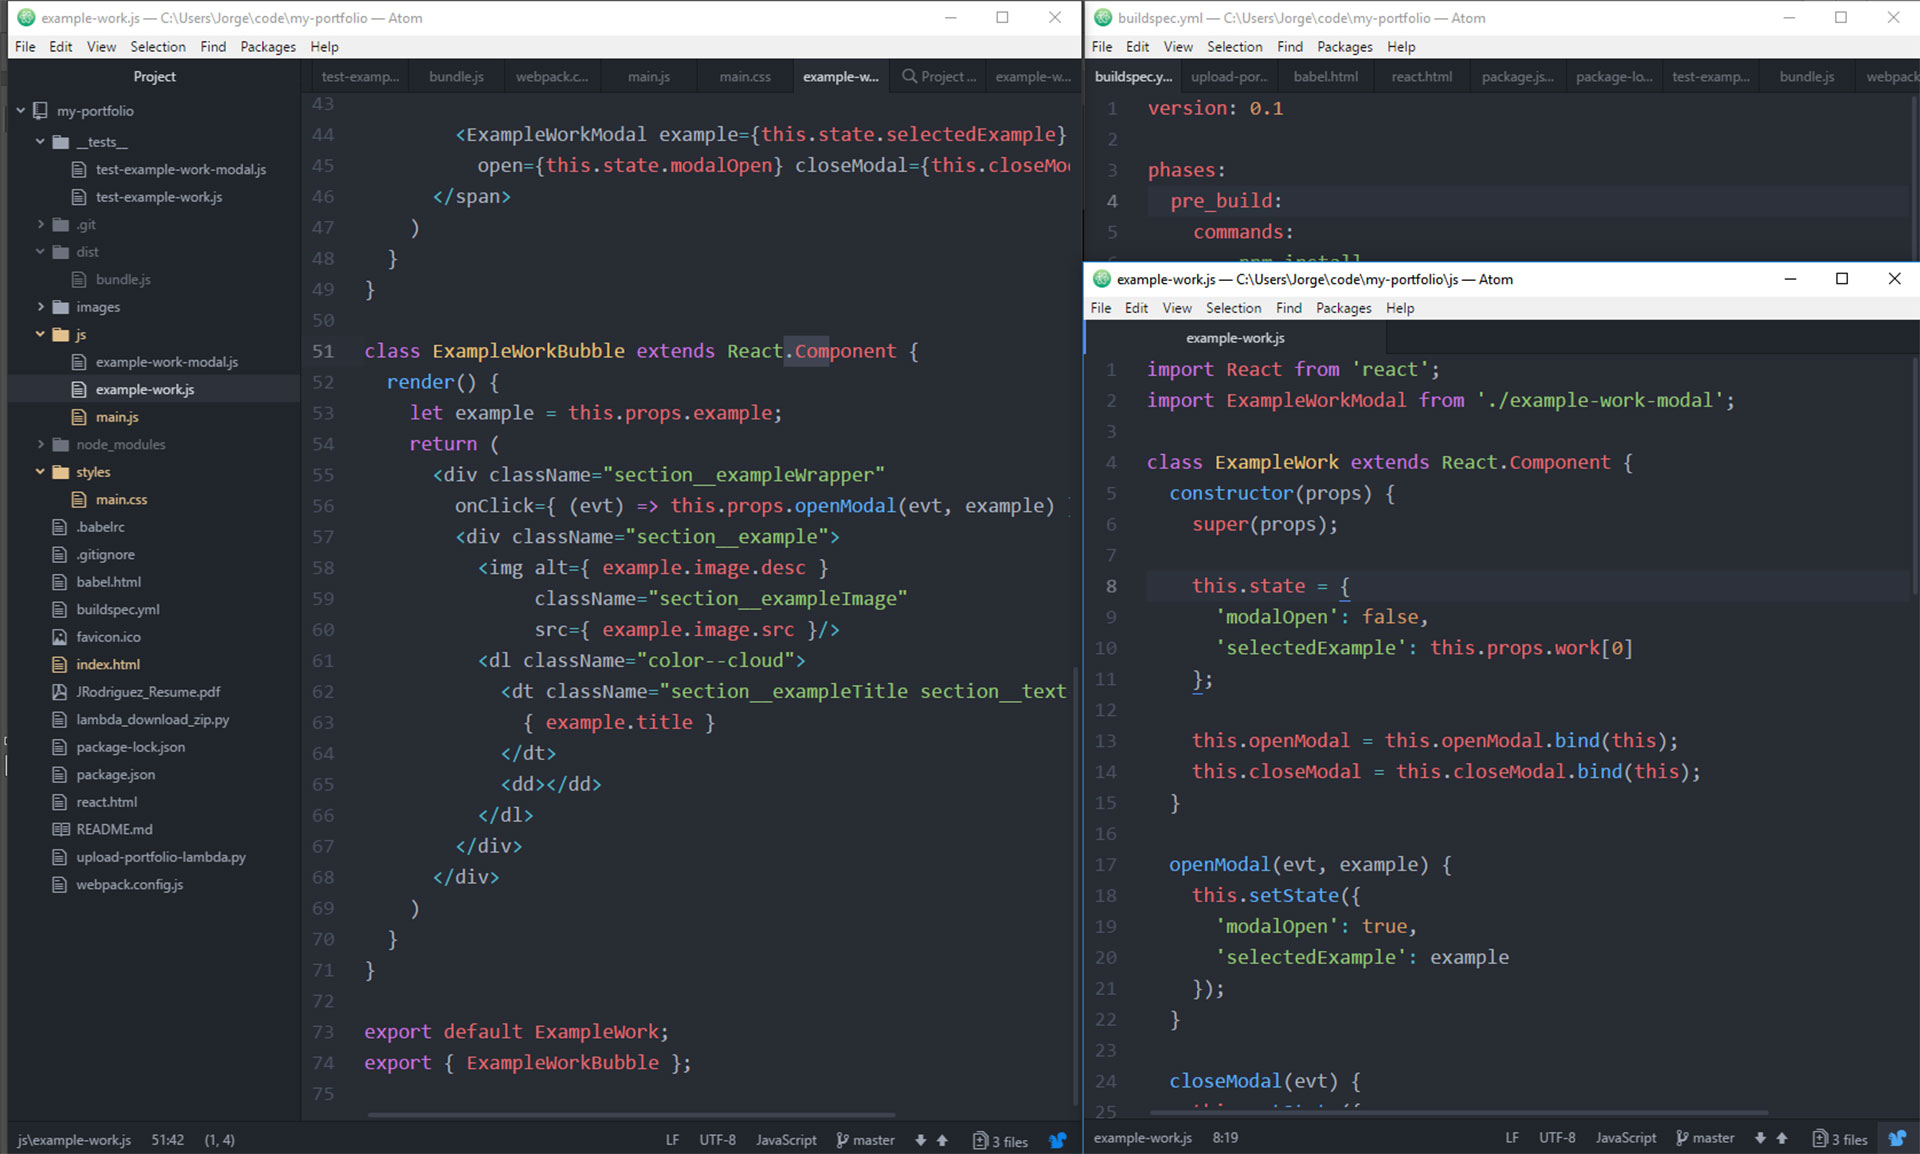 example-work.js — C:\Users\Jorge\code\my-portfolio — Atom
File Edit View Selection Find Packages Help
Project
my-portfolio
__tests__
test-example-work-modal.js
test-example-work.js
.git
dist
bundle.js
images
js
example-work-modal.js
example-work.js
main.js
node_modules
styles
main.css
.babelrc
.gitignore
babel.html
buildspec.yml
favicon.ico
index.html
JRodriguez_Resume.pdf
lambda_download_zip.py
package-lock.json
package.json
react.html
README.md
upload-portfolio-lambda.py
webpack.config.js
test-examp... bundle.js webpack.c... main.js main.css example-w... Project ... example-w...
43
44 <ExampleWorkModal example={this.state.selectedExample}
45 open={this.state.modalOpen} closeModal={this.closeMo
46 </span>
47 )
48 }
49 }
50
51 class ExampleWorkBubble extends React.Component {
52 render() {
53 let example = this.props.example;
54 return (
55 <div className="section__exampleWrapper"
56 onClick={ (evt) => this.props.openModal(evt, example) }
57 <div className="section__example">
58 <img alt={ example.image.desc }
59 className="section__exampleImage"
60 src={ example.image.src }/>
61 <dl className="color--cloud">
62 <dt className="section__exampleTitle section__text
63 { example.title }
64 </dt>
65 <dd></dd>
66 </dl>
67 </div>
68 </div>
69 )
70 }
71 }
72
73 export default ExampleWork;
74 export { ExampleWorkBubble };
75
js\example-work.js 51:42 (1, 4) LF UTF-8 JavaScript master 3 files
buildspec.yml — C:\Users\Jorge\code\my-portfolio — Atom
File Edit View Selection Find Packages Help
buildspec.y... upload-por... babel.html react.html package.js... package-lo... test-examp... bundle.js webpack
1 version: 0.1
2
3 phases:
4 pre_build:
5 commands:
npm install
example-work.js — C:\Users\Jorge\code\my-portfolio\js — Atom
File Edit View Selection Find Packages Help
example-work.js
1 import React from 'react';
2 import ExampleWorkModal from './example-work-modal';
3
4 class ExampleWork extends React.Component {
5 constructor(props) {
6 super(props);
7
8 this.state = {
9 'modalOpen': false,
10 'selectedExample': this.props.work[0]
11 };
12
13 this.openModal = this.openModal.bind(this);
14 this.closeModal = this.closeModal.bind(this);
15 }
16
17 openModal(evt, example) {
18 this.setState({
19 'modalOpen': true,
20 'selectedExample': example
21 });
22 }
23
24 closeModal(evt) {
25 this.setState({
example-work.js 8:19 LF UTF-8 JavaScript master 3 files